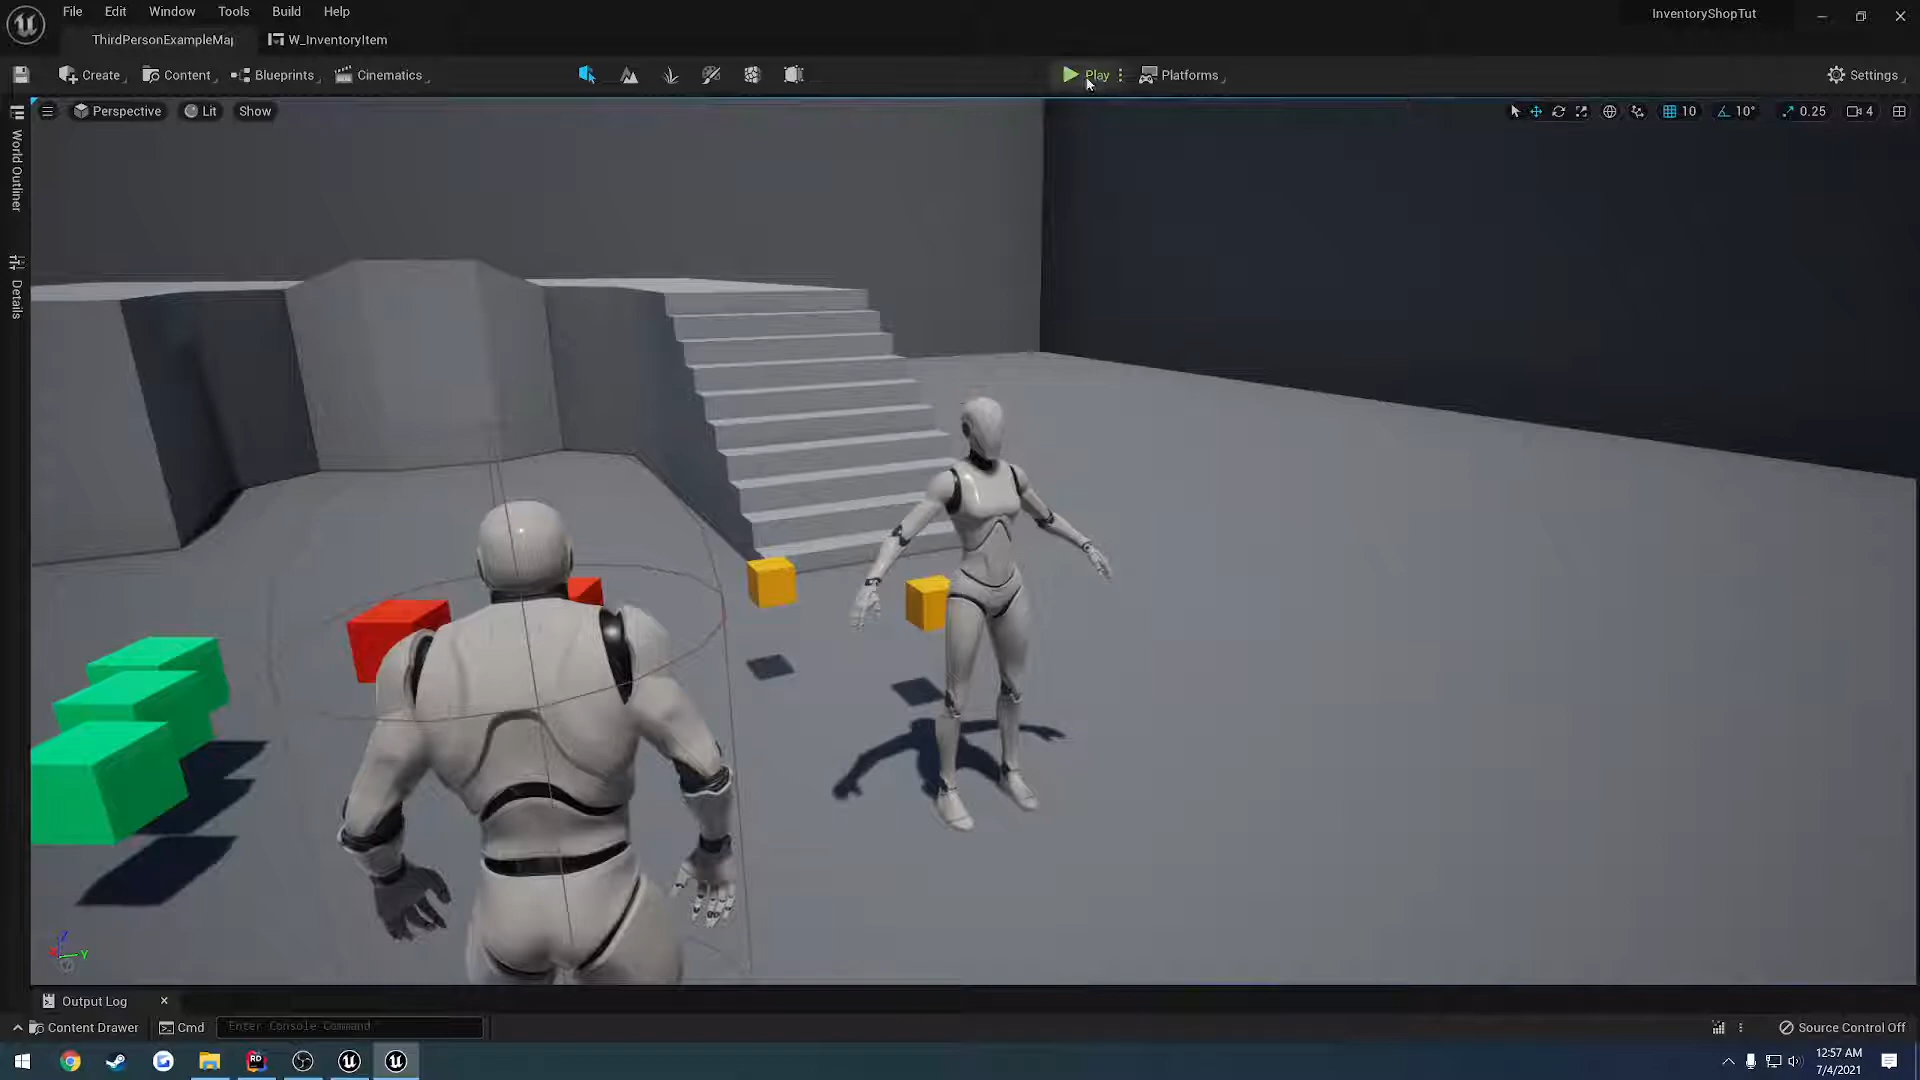 File Edit Window Tools Build Help
InventoryShopTut
ThirdPersonExampleMap
W_InventoryItem
Create Content Blueprints Cinematics
Play Platforms
Settings
Perspective Lit Show
10 10° 0.25 4
World Outliner
Details
Z
X
Y
Output Log
Content Drawer Cmd Enter Console Command
Source Control Off
RD
12:57 AM
7/4/2021